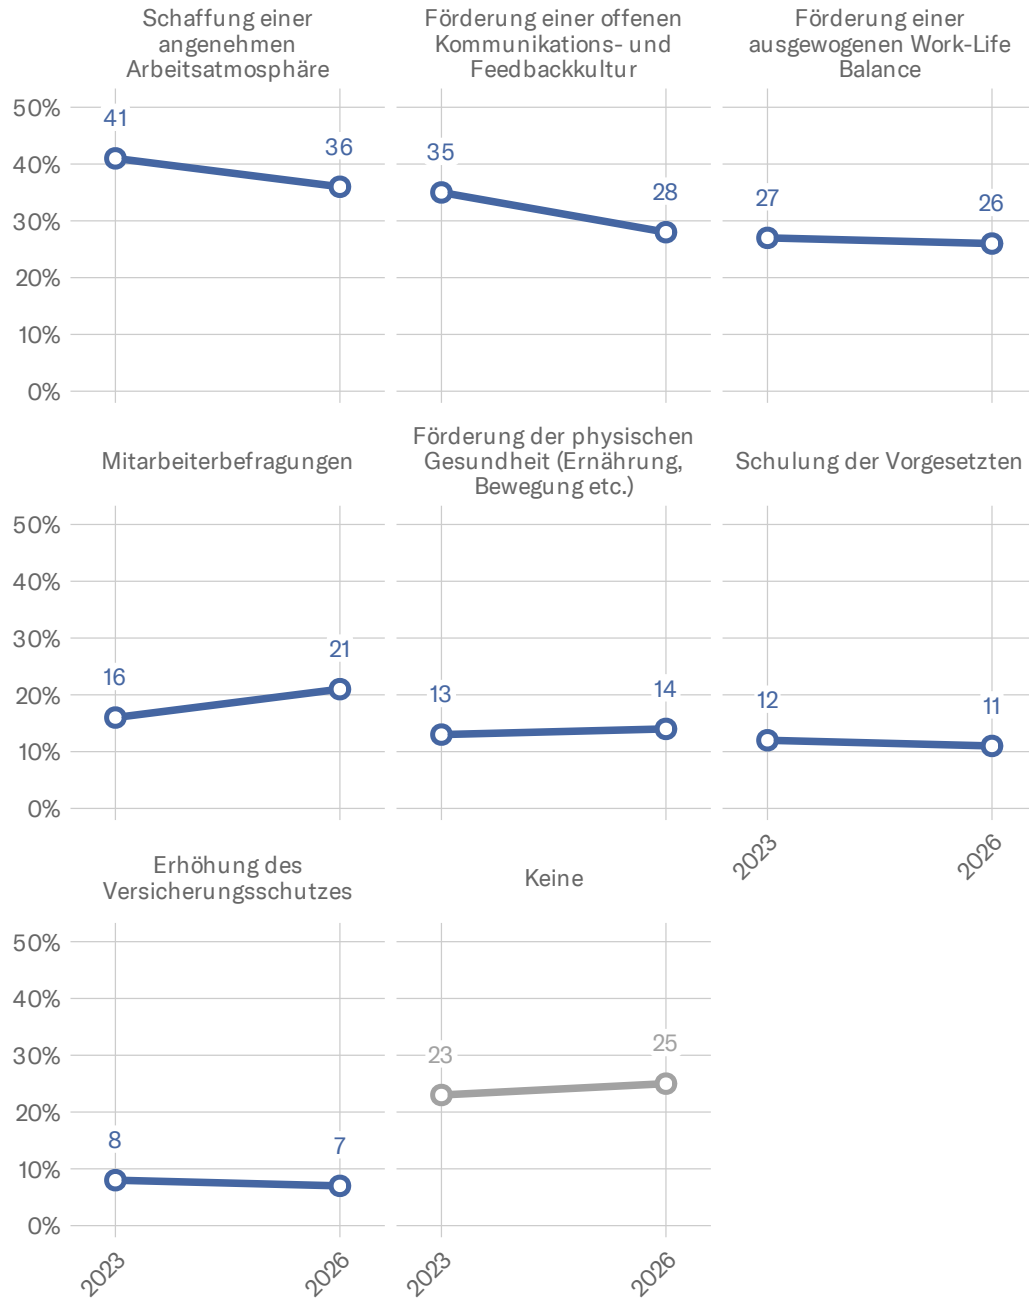 Schaffung einer
angenehmen
Arbeitsatmosphäre
Förderung einer offenen
Kommunikations- und
Feedbackkultur
Förderung einer
ausgewogenen Work-Life
Balance
50%
40%
30%
20%
10%
0%
41
36
35
28
27
26
Mitarbeiterbefragungen
Förderung der physischen
Gesundheit (Ernährung,
Bewegung etc.)
Schulung der Vorgesetzten
50%
40%
30%
20%
10%
0%
16
21
13
14
12
11
2023
2026
Erhöhung des
Versicherungsschutzes
Keine
50%
40%
30%
20%
10%
0%
8
7
23
25
2023
2026
2023
2026